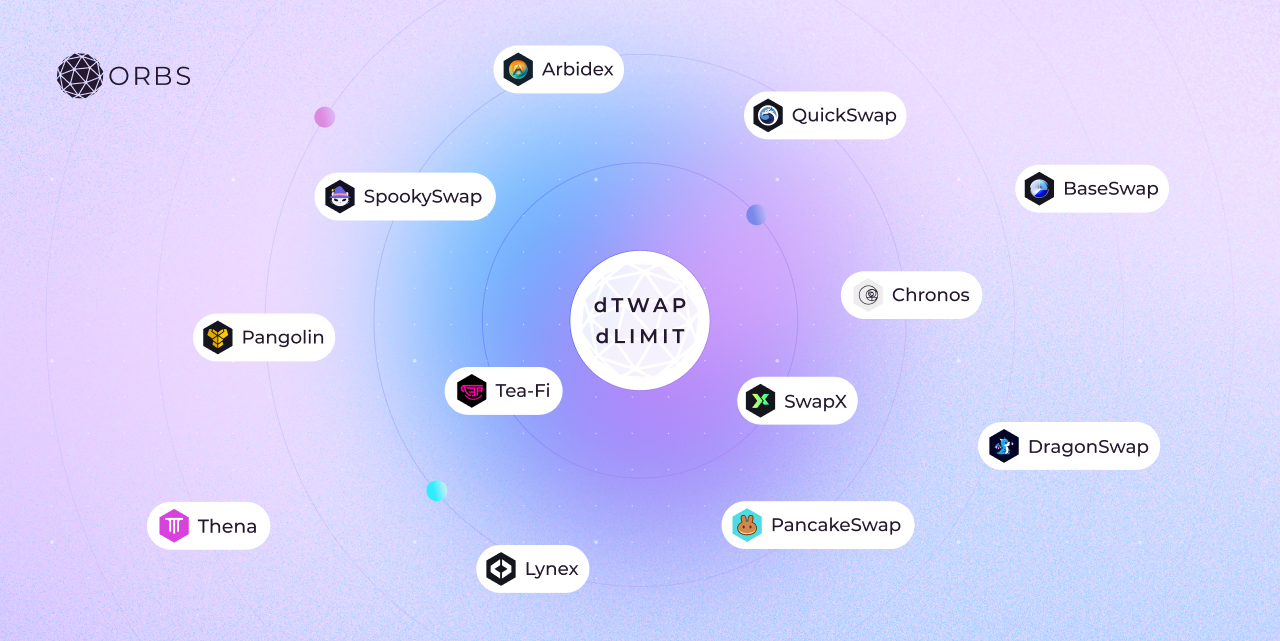 ORBS
Arbidex
QuickSwap
SpookySwap
BaseSwap
Chronos
dTWAP
dLIMIT
Pangolin
Tea-Fi
SwapX
DragonSwap
Thena
PancakeSwap
Lynex